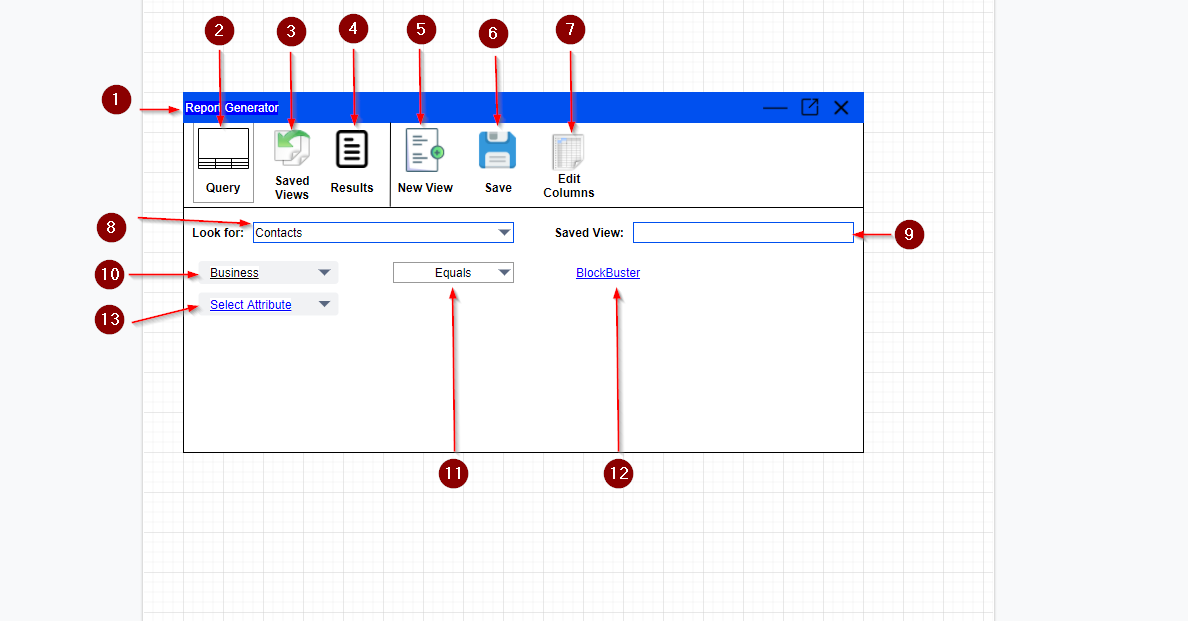 2
3
4
5
6
7
1
Report Generator
Query
Saved
Views
Results
New View
Save
Edit
Columns
8
Look for:
Contacts
Saved View:
9
10
Business
Equals
BlockBuster
13
Select Attribute
11
12